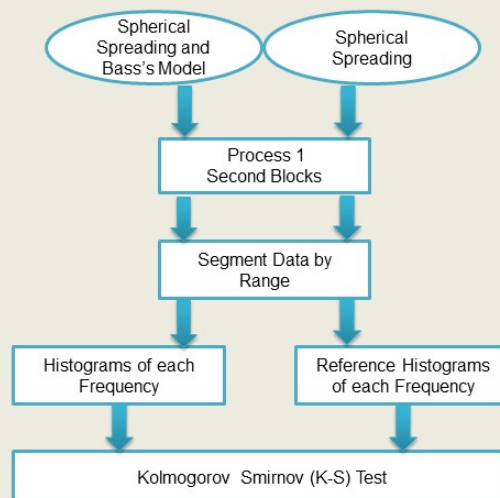 Spherical
Spreading and
Bass's Model
Spherical
Spreading
Process 1
Second Blocks
Segment Data by
Range
Histograms of each
Frequency
Reference Histograms
of each Frequency
Kolmogorov Smirnov (K-S) Test